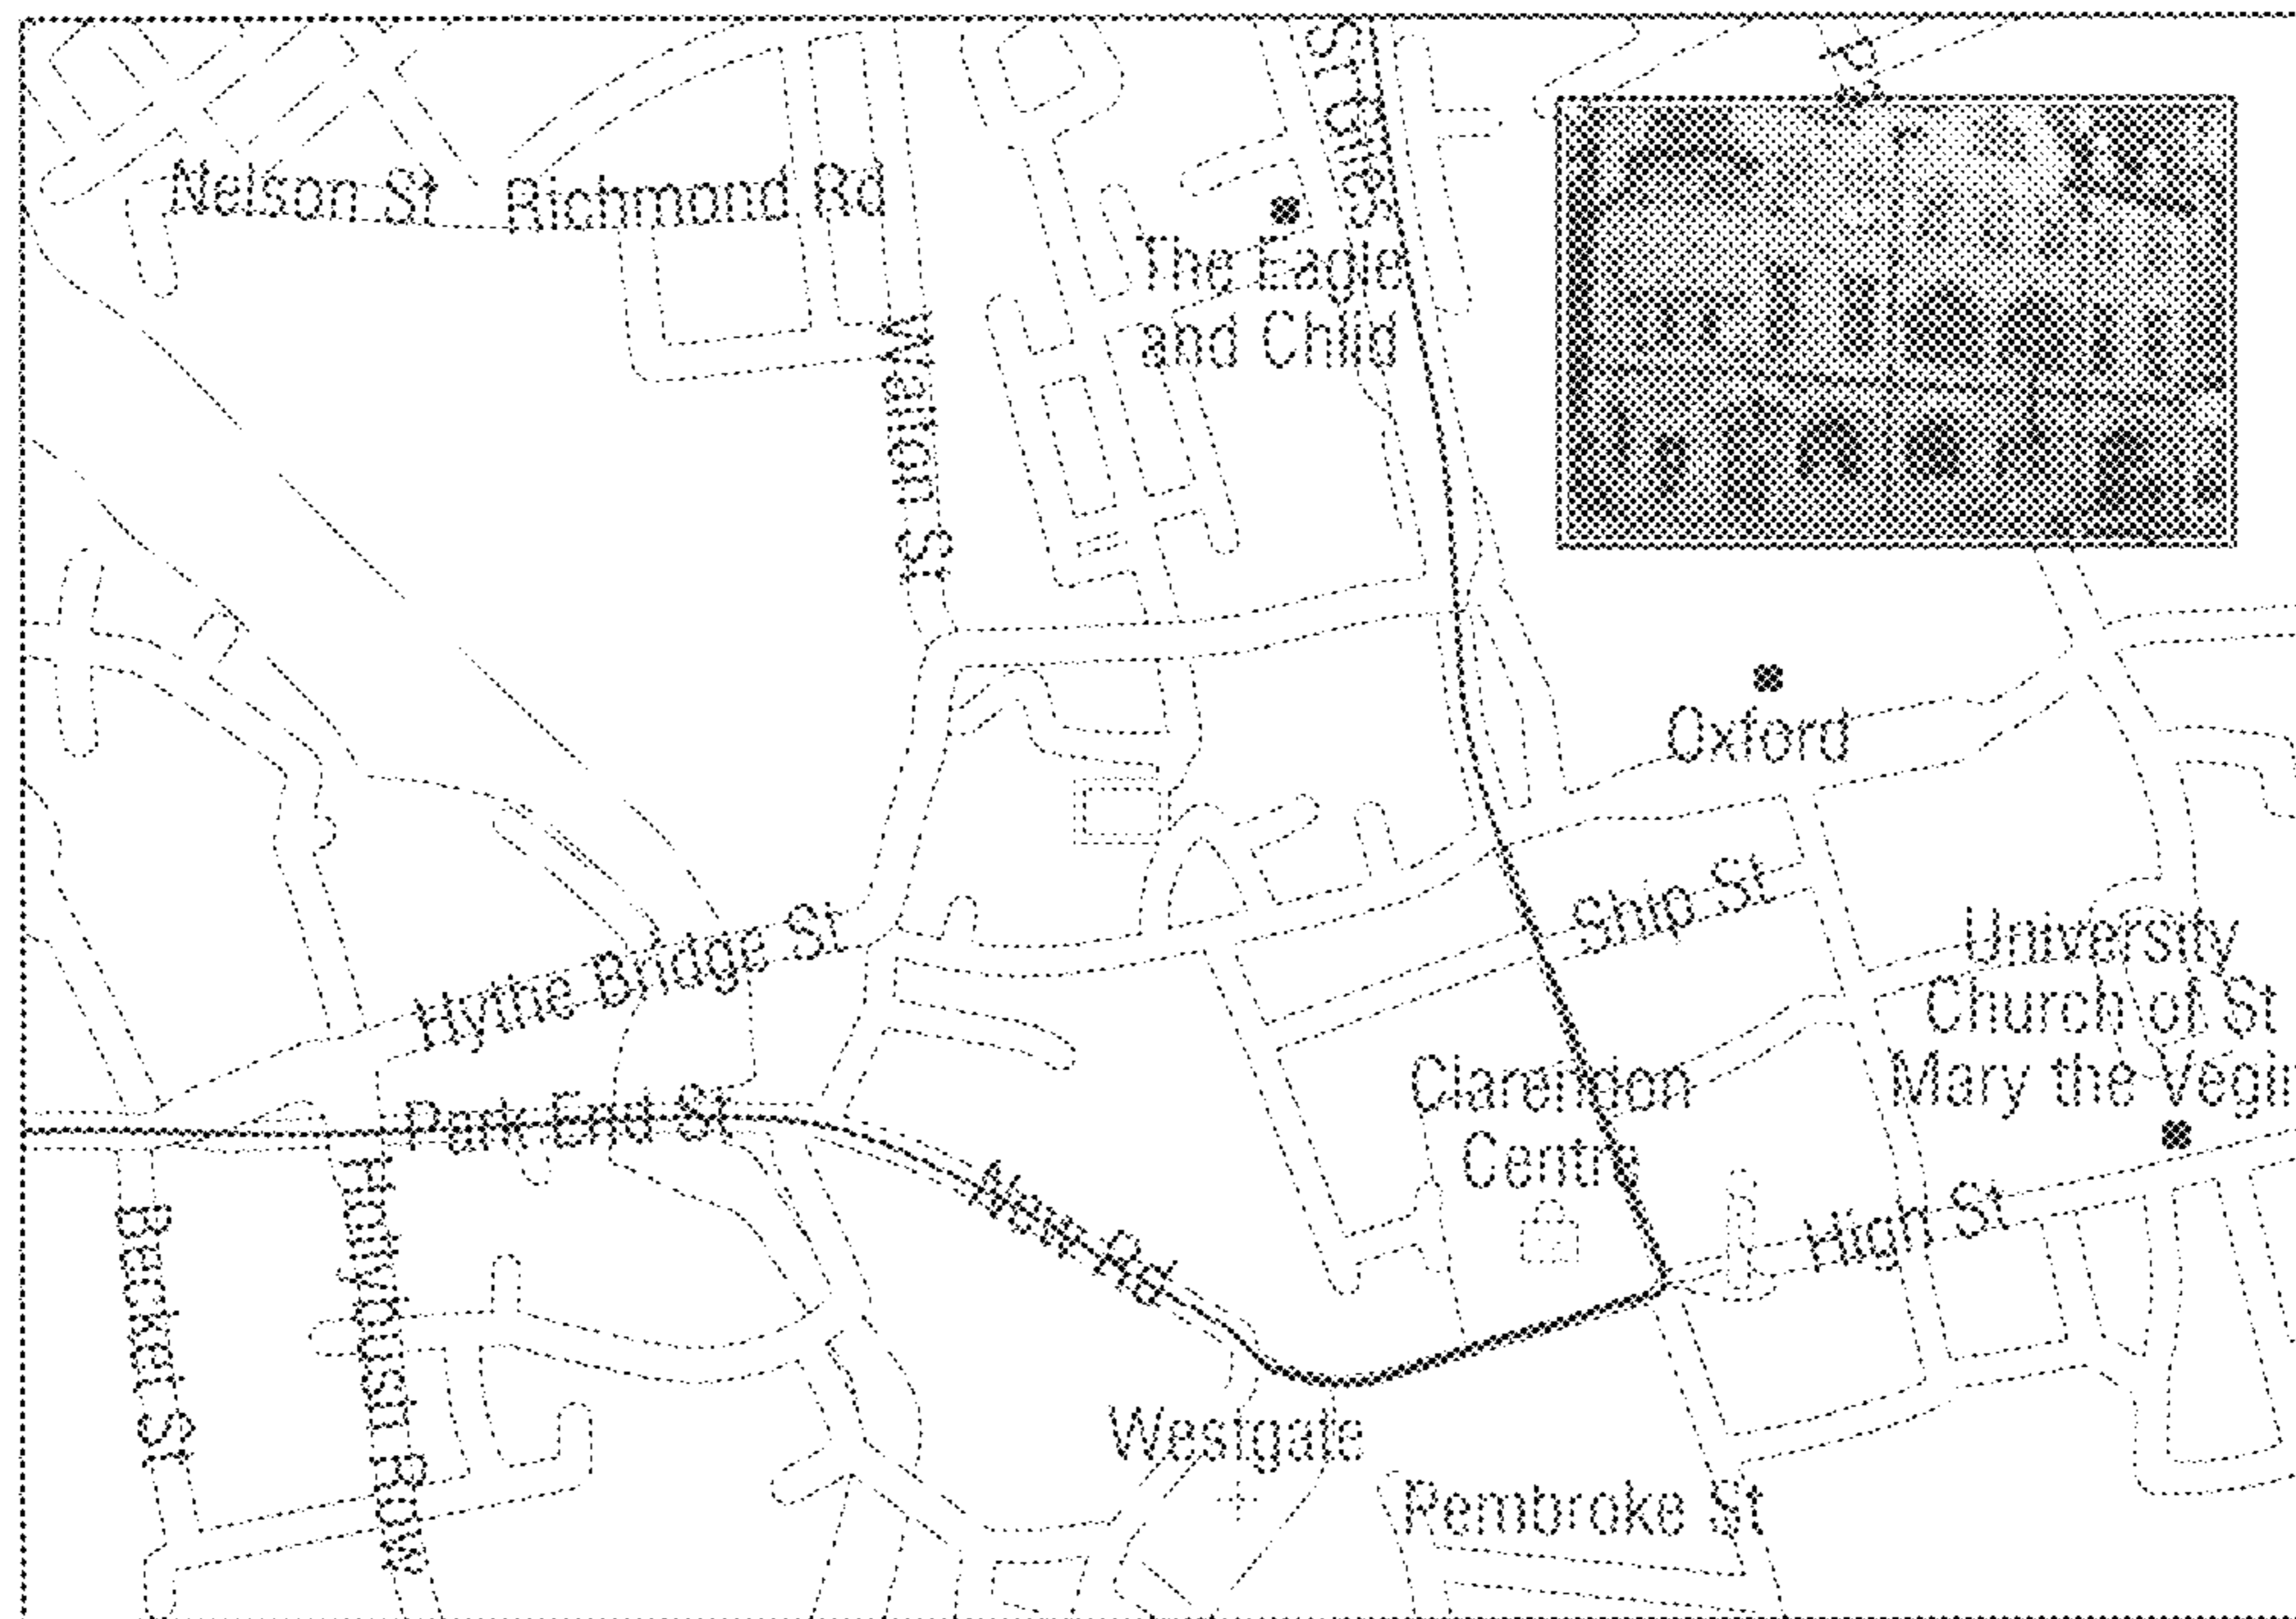 St Giles
Rd
Nelson St
Richmond Rd
The Eagle
and Child
Walton St
Oxford
Ship St
University
Church of St
Mary the
Hythe Bridge St
Clarendon
Centre
Park End St
New Rd
High St
Becket St
Row
Westgate
Pembroke St